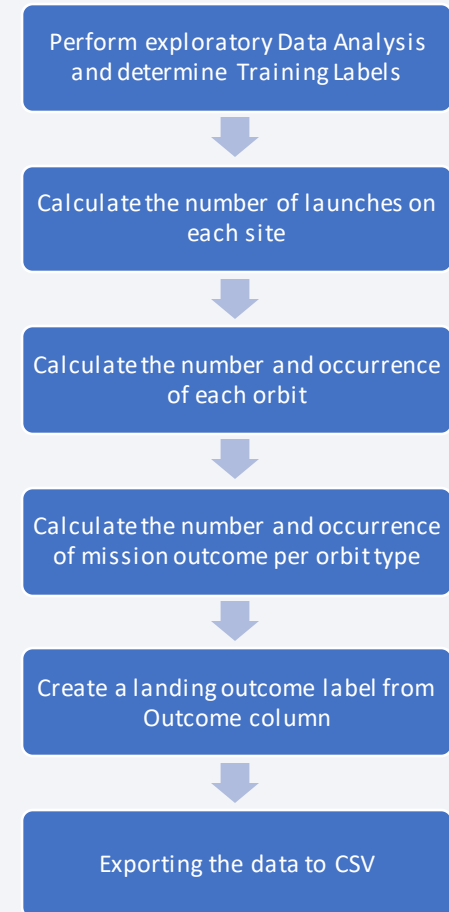 Perform exploratory Data Analysis
and determine Training Labels
Calculate the number of launches on
each site
Calculate the number and occurrence
of each orbit
Calculate the number and occurrence
of mission outcome per orbit type
Create a landing outcome label from
Outcome column
Exporting the data to CSV